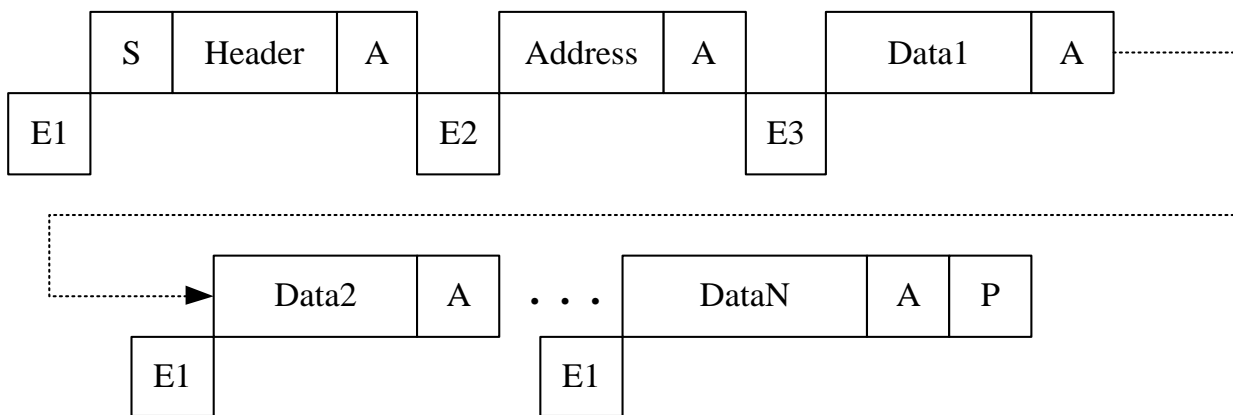 S Header A Address A Data1 A
E1 E2 E3
Data2 A . . . DataN A P
E1 E1